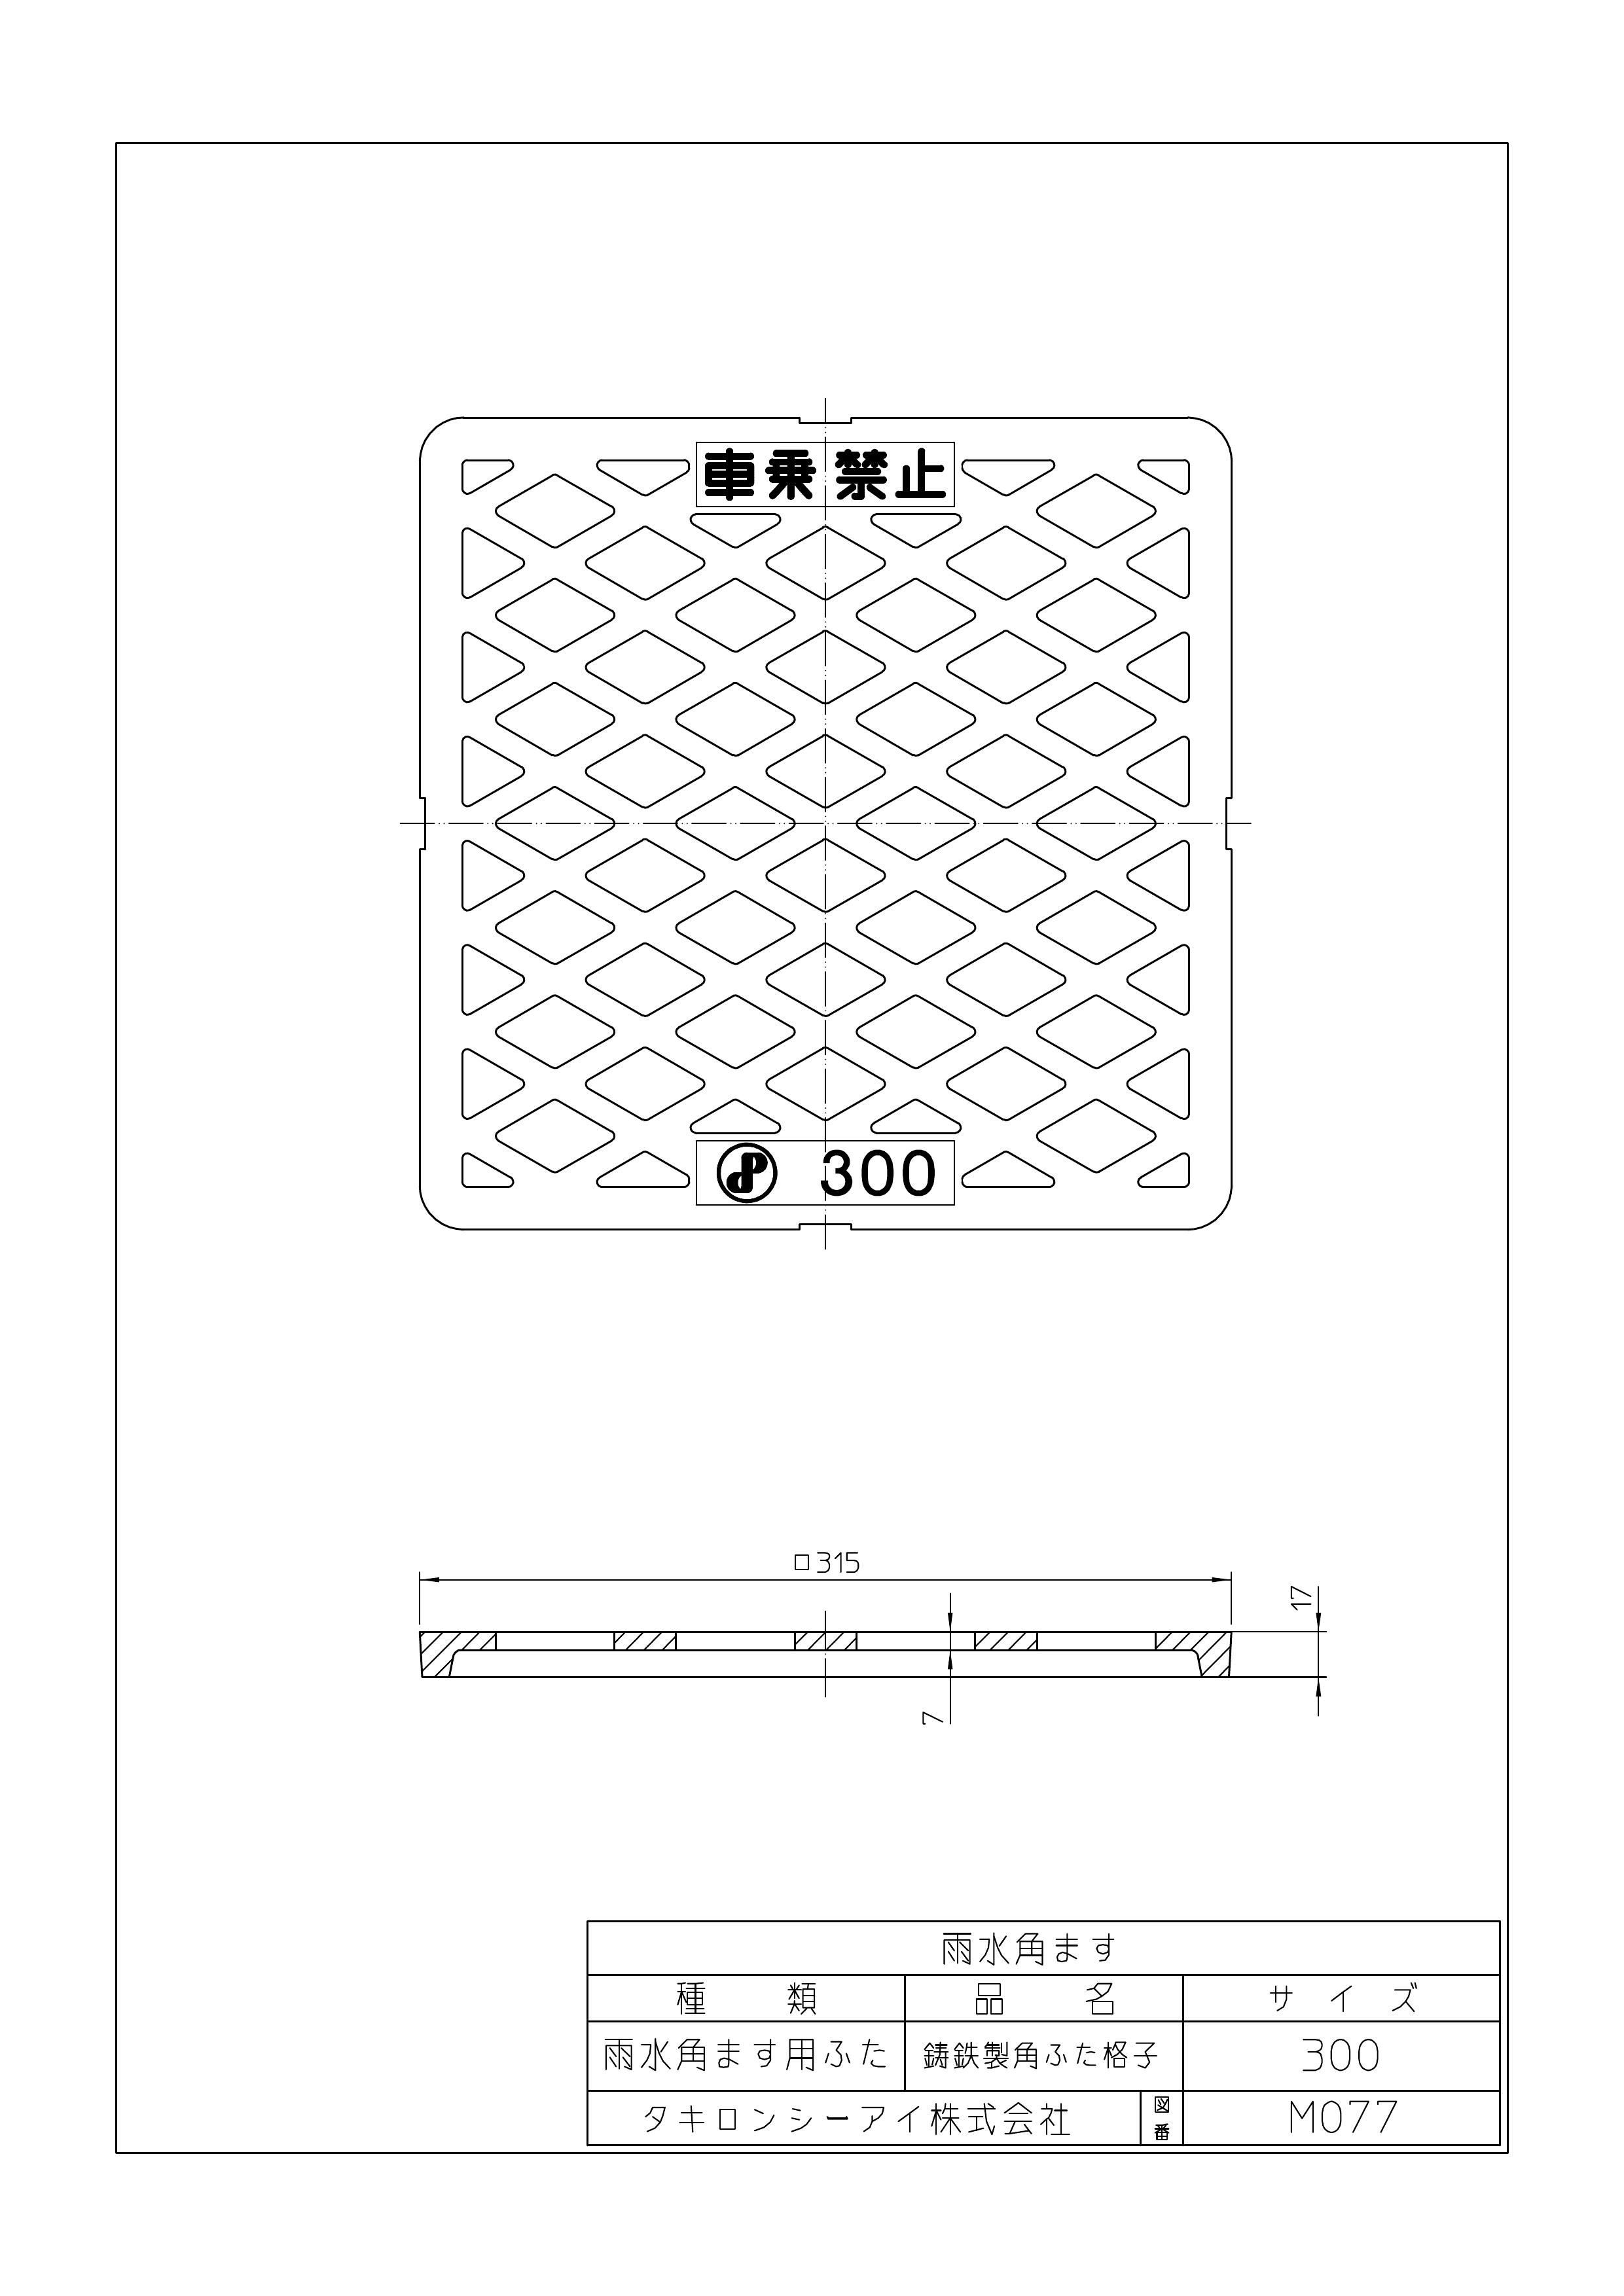 車乗禁止
300
□315
17
7
雨水角ます
種類 品名 サイズ
雨水角ます用ふた 鋳鉄製角ふた格子 300
タキロンシーアイ株式会社 図番 M077